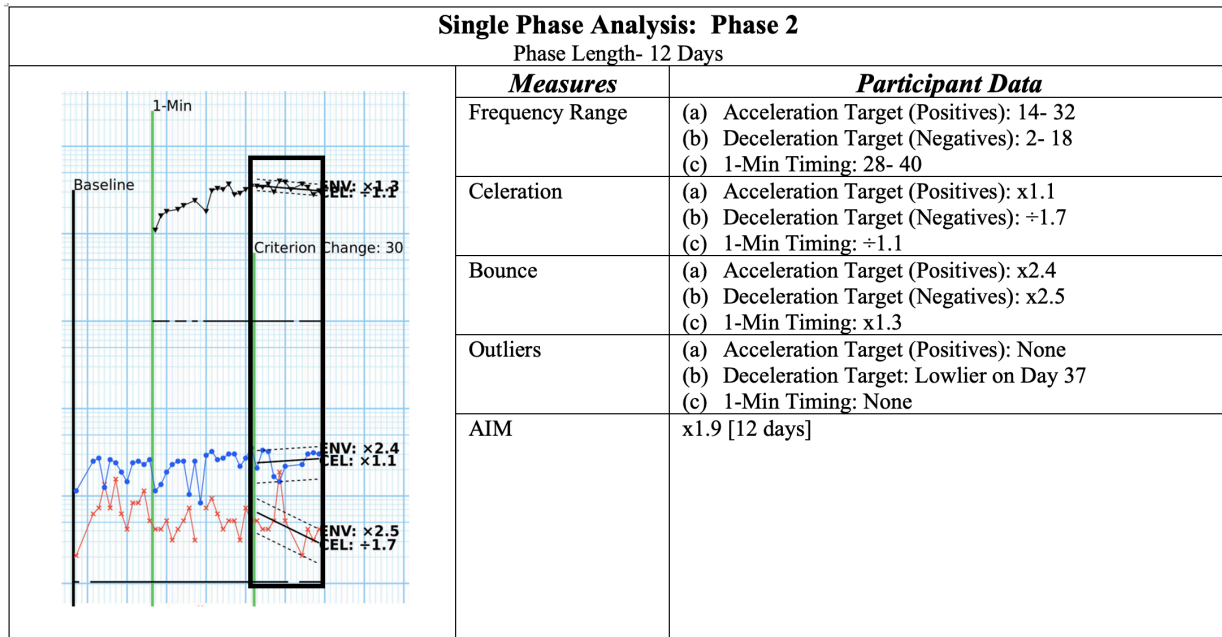 Single Phase Analysis:  Phase 2
Phase Length- 12 Days
Measures
Participant Data
1-Min
Baseline
ENV: ×1.3
CEL: ÷1.1
Criterion Change: 30
ENV: ×2.4
CEL: ×1.1
ENV: ×2.5
CEL: ÷1.7
Frequency Range
(a) Acceleration Target (Positives): 14- 32
(b) Deceleration Target (Negatives): 2- 18
(c) 1-Min Timing: 28- 40
Celeration
(a) Acceleration Target (Positives): x1.1
(b) Deceleration Target (Negatives): ÷1.7
(c) 1-Min Timing: ÷1.1
Bounce
(a) Acceleration Target (Positives): x2.4
(b) Deceleration Target (Negatives): x2.5
(c) 1-Min Timing: x1.3
Outliers
(a) Acceleration Target (Positives): None
(b) Deceleration Target: Lowlier on Day 37
(c) 1-Min Timing: None
AIM
x1.9 [12 days]